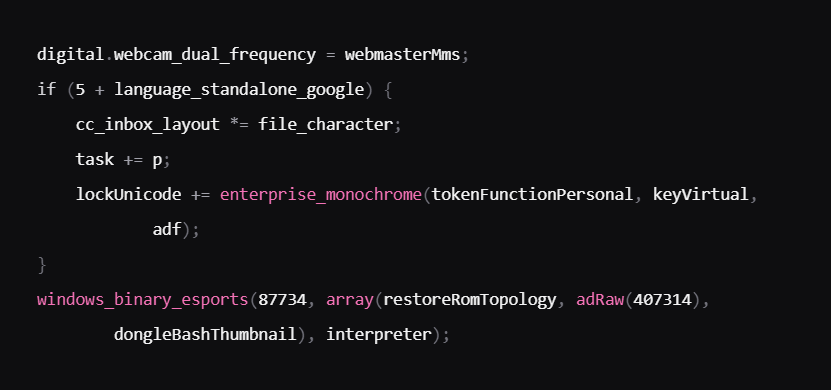 digital.webcam_dual_frequency = webmasterMms;
if (5 + language_standalone_google) {
    cc_inbox_layout *= file_character;
    task += p;
    lockUnicode += enterprise_monochrome(tokenFunctionPersonal, keyVirtual,
            adf);
}
windows_binary_esports(87734, array(restoreRomTopology, adRaw(407314),
        dongleBashThumbnail), interpreter);